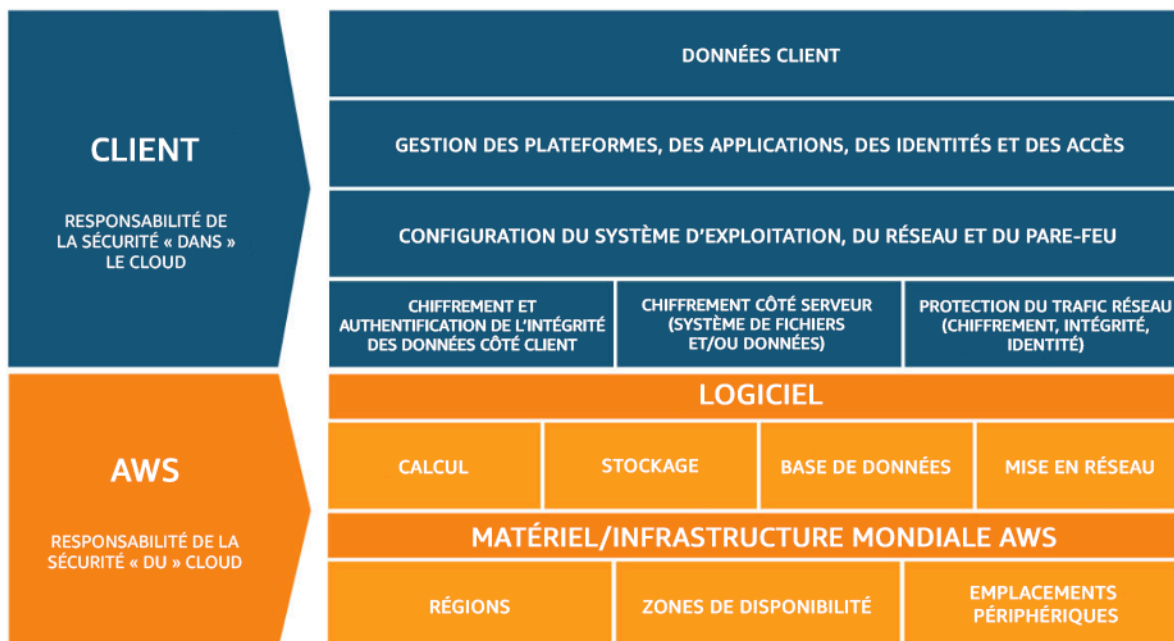 CLIENT
RESPONSABILITÉ DE
LA SÉCURITÉ « DANS »
LE CLOUD
DONNÉES CLIENT
GESTION DES PLATEFORMES, DES APPLICATIONS, DES IDENTITÉS ET DES ACCÈS
CONFIGURATION DU SYSTÈME D’EXPLOITATION, DU RÉSEAU ET DU PARE-FEU
CHIFFREMENT ET
AUTHENTIFICATION DE L’INTÉGRITÉ
DES DONNÉES CÔTÉ CLIENT
CHIFFREMENT CÔTÉ SERVEUR
(SYSTÈME DE FICHIERS
ET/OU DONNÉES)
PROTECTION DU TRAFIC RÉSEAU
(CHIFFREMENT, INTÉGRITÉ,
IDENTITÉ)
AWS
RESPONSABILITÉ DE LA
SÉCURITÉ « DU » CLOUD
LOGICIEL
CALCUL
STOCKAGE
BASE DE DONNÉES
MISE EN RÉSEAU
MATÉRIEL/INFRASTRUCTURE MONDIALE AWS
RÉGIONS
ZONES DE DISPONIBILITÉ
EMPLACEMENTS
PÉRIPHÉRIQUES